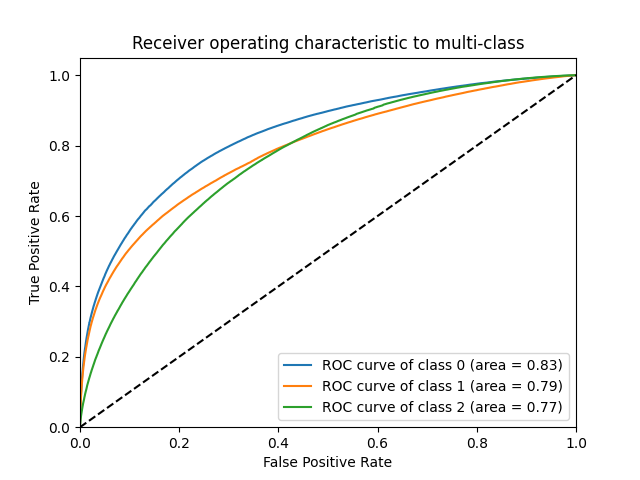 Receiver operating characteristic to multi-class
1.0
0.8
0.6
0.4
0.2
0.0
True Positive Rate
ROC curve of class 0 (area = 0.83)
ROC curve of class 1 (area = 0.79)
ROC curve of class 2 (area = 0.77)
0.0 0.2 0.4 0.6 0.8 1.0
False Positive Rate